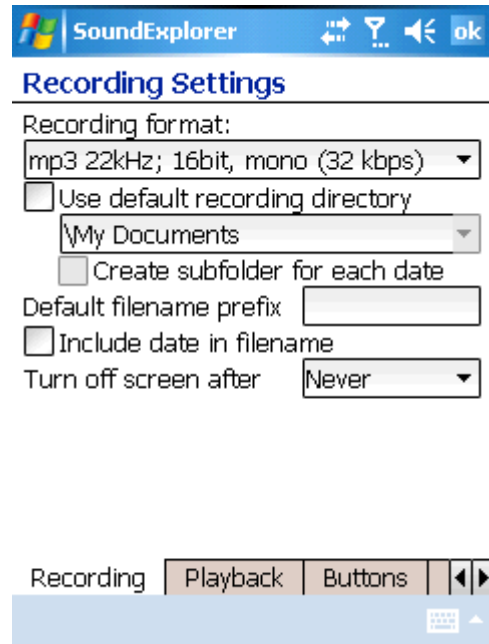 SoundExplorer ok
Recording Settings
Recording format:
mp3 22kHz; 16bit, mono (32 kbps)
Use default recording directory
\My Documents
Create subfolder for each date
Default filename prefix
Include date in filename
Turn off screen after Never
Recording Playback Buttons